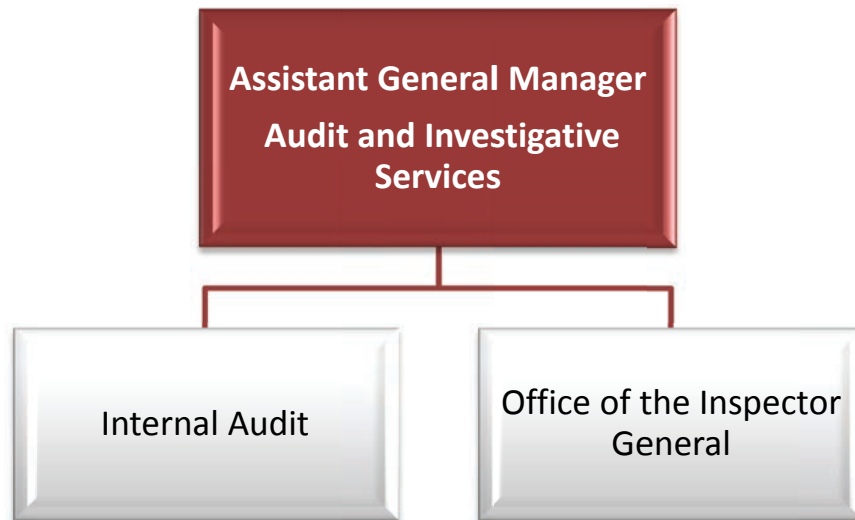 Assistant General Manager
Audit and Investigative
Services
Internal Audit
Office of the Inspector
General